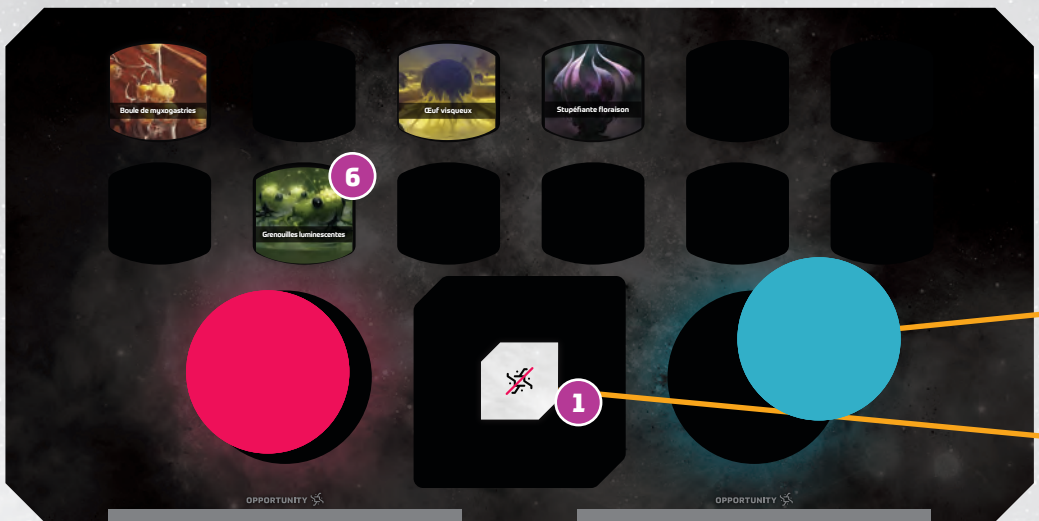 Boule de myxogastries
Œuf visqueux
Stupéfiante floraison
6
Grenouilles luminescentes
1
OPPORTUNITY
OPPORTUNITY